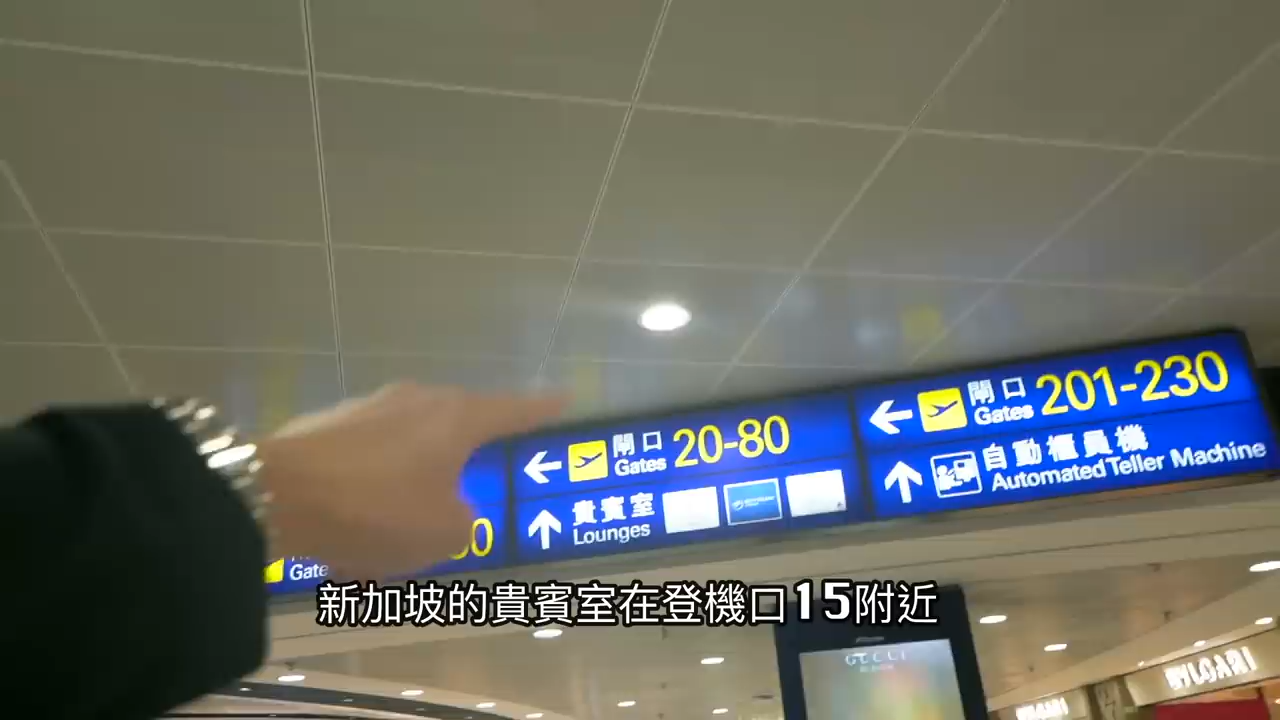 閘口 20-80
Gates
貴賓室
Lounges
閘口 201-230
Gates
自動櫃員機
Automated Teller Machine
Gate
新加坡的貴賓室在登機口15附近
GUCCI
BVLGARI